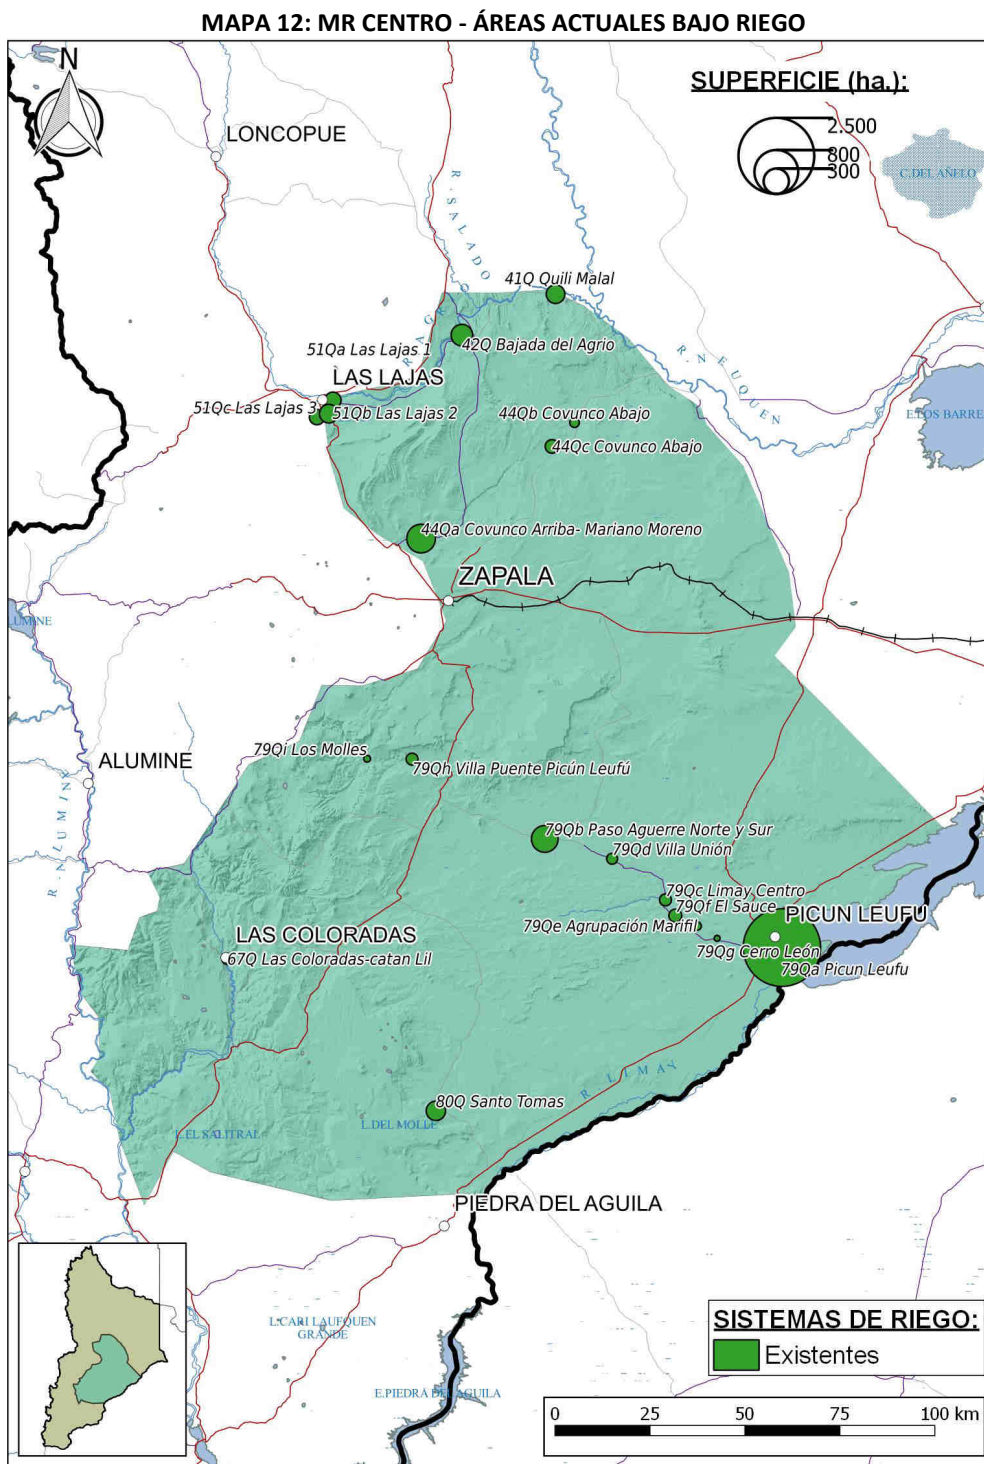 MAPA 12: MR CENTRO - ÁREAS ACTUALES BAJO RIEGO
N
SUPERFICIE (ha.):
2.500
800
300
C.DEL AÑELO
LONCOPUE
R. SALADO
41Q Quili Malal
R. AGRIO
42Q Bajada del Agrio
51Qa Las Lajas 1
LAS LAJAS
R. NEUQUEN
51Qc Las Lajas 3
51Qb Las Lajas 2
44Qb Covunco Abajo
E.LOS BARRE
44Qc Covunco Abajo
44Qa Covunco Arriba- Mariano Moreno
ZAPALA
LUMINE
79Qi Los Molles
ALUMINE
79Qh Villa Puente Picún Leufú
79Qb Paso Aguerre Norte y Sur
79Qd Villa Unión
79Qc Limay Centro
79Qf El Sauce
PICUN LEUFU
79Qe Agrupación Marifil
LAS COLORADAS
79Qg Cerro León
67Q Las Coloradas-catan Lil
79Qa Picun Leufu
R. LIMAY
80Q Santo Tomas
L.DEL MOLLE
L.EL SALITRAL
PIEDRA DEL AGUILA
L.CARI LAUFQUEN
GRANDE
SISTEMAS DE RIEGO:
Existentes
E.PIEDRA DEL AGUILA
0 25 50 75 100 km